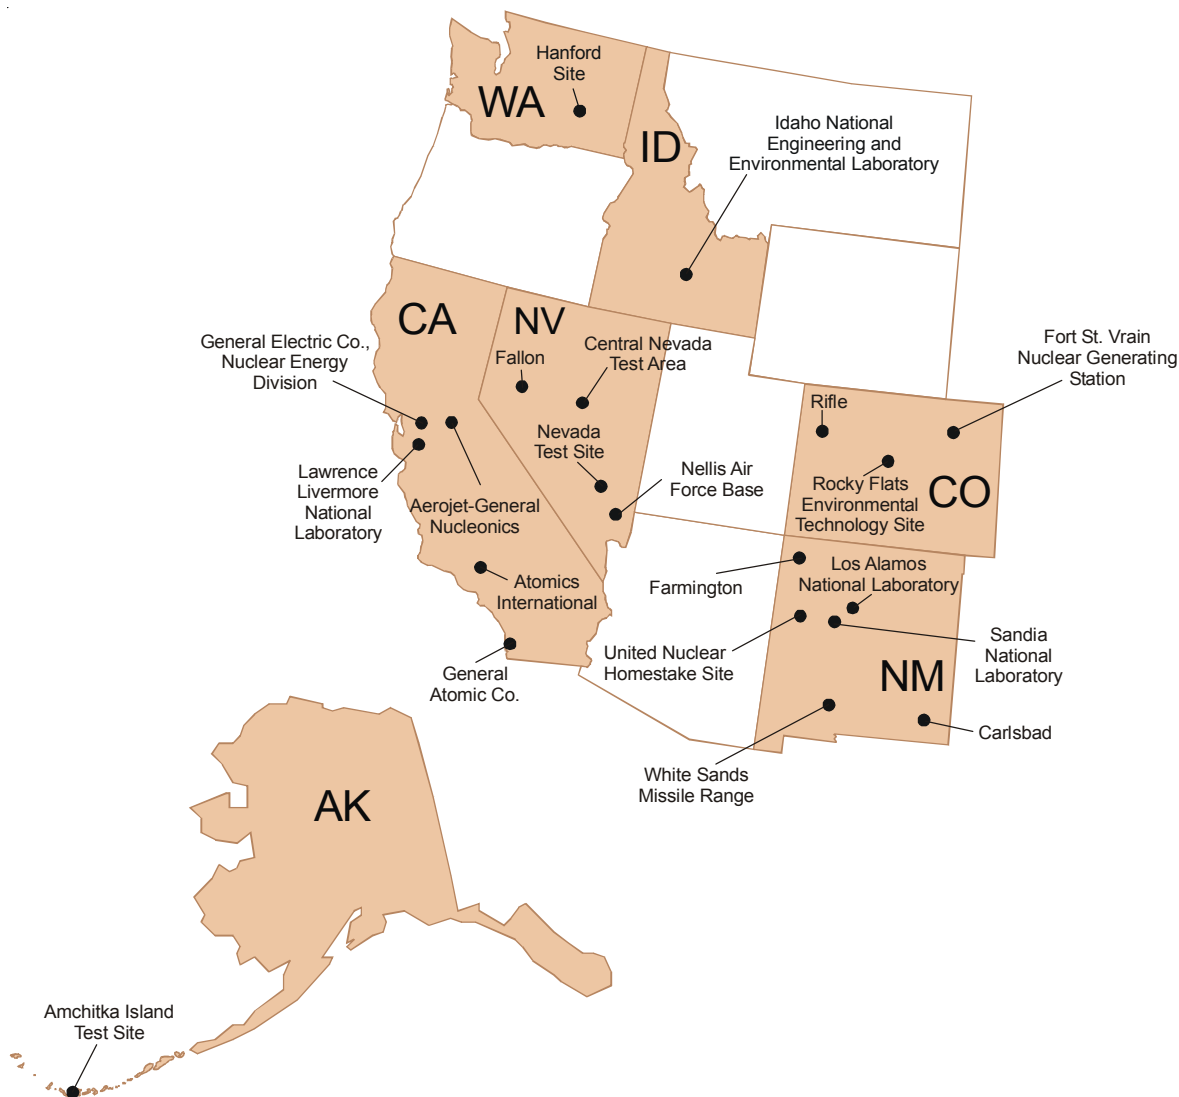 Hanford
Site
WA
ID
Idaho National
Engineering and
Environmental Laboratory
CA
NV
General Electric Co.,
Nuclear Energy
Division
Fallon
Central Nevada
Test Area
Fort St. Vrain
Nuclear Generating
Station
Rifle
Nevada
Test Site
Nellis Air
Force Base
Lawrence
Livermore
National
Laboratory
Aerojet-General
Nucleonics
Rocky Flats
Environmental
Technology Site
CO
Atomics
International
Farmington
Los Alamos
National Laboratory
General
Atomic Co.
United Nuclear
Homestake Site
Sandia
National
Laboratory
NM
Carlsbad
White Sands
Missile Range
AK
Amchitka Island
Test Site